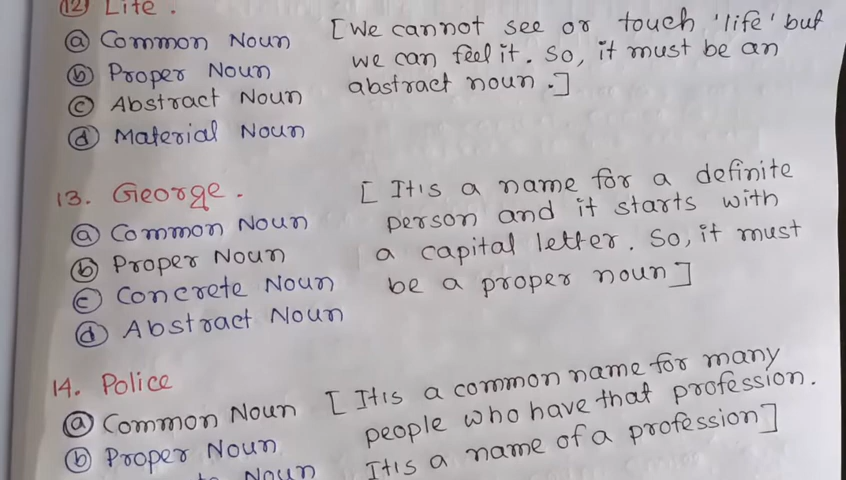 (12) Life.
(a) Common Noun
(b) Proper Noun
(c) Abstract Noun
(d) Material Noun
[We cannot see or touch 'life' but
we can feel it. So, it must be an
abstract noun.]
13. George.
(a) Common Noun
(b) Proper Noun
(c) Concrete Noun
(d) Abstract Noun
[It is a name for a definite
person and it starts with
a capital letter. So, it must
be a proper noun]
14. Police
(a) Common Noun
(b) Proper Noun
Noun
[It is a common name for many
people who have that profession.
It is a name of a profession]